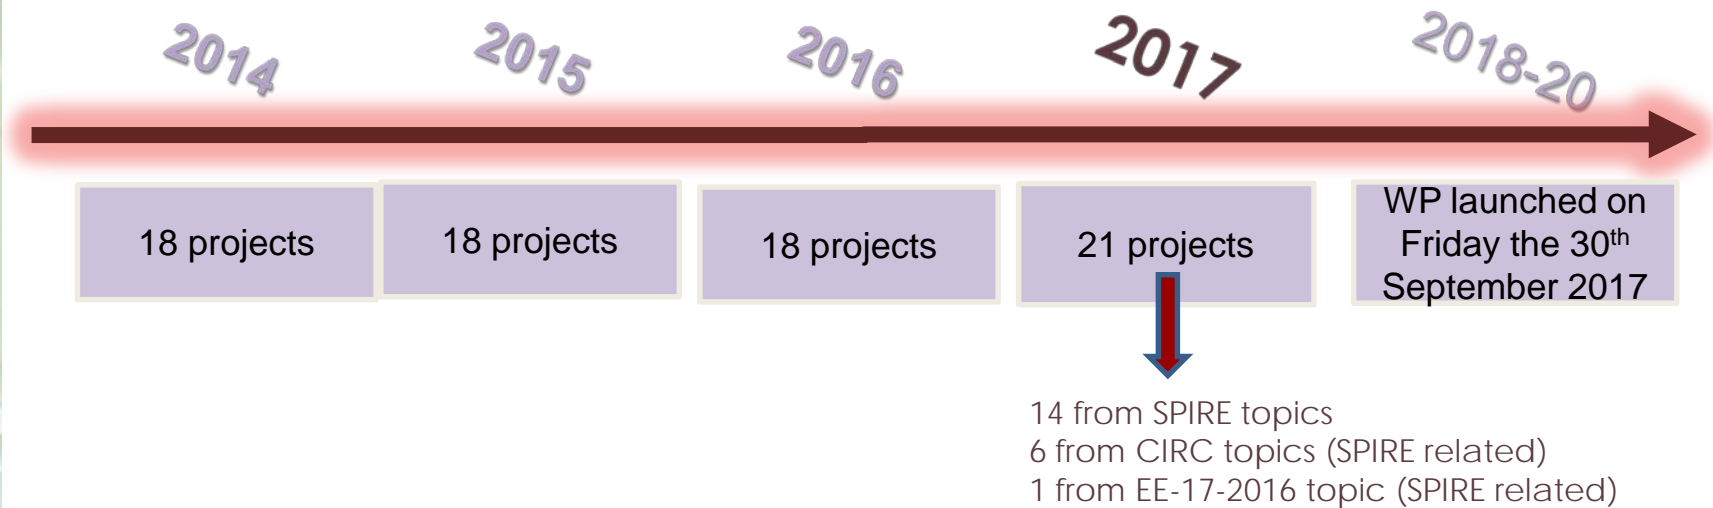 2014
2015
2016
2017
2018-20
18 projects
18 projects
18 projects
21 projects
WP launched on
Friday the 30th
September 2017
14 from SPIRE topics
6 from CIRC topics (SPIRE related)
1 from EE-17-2016 topic (SPIRE related)